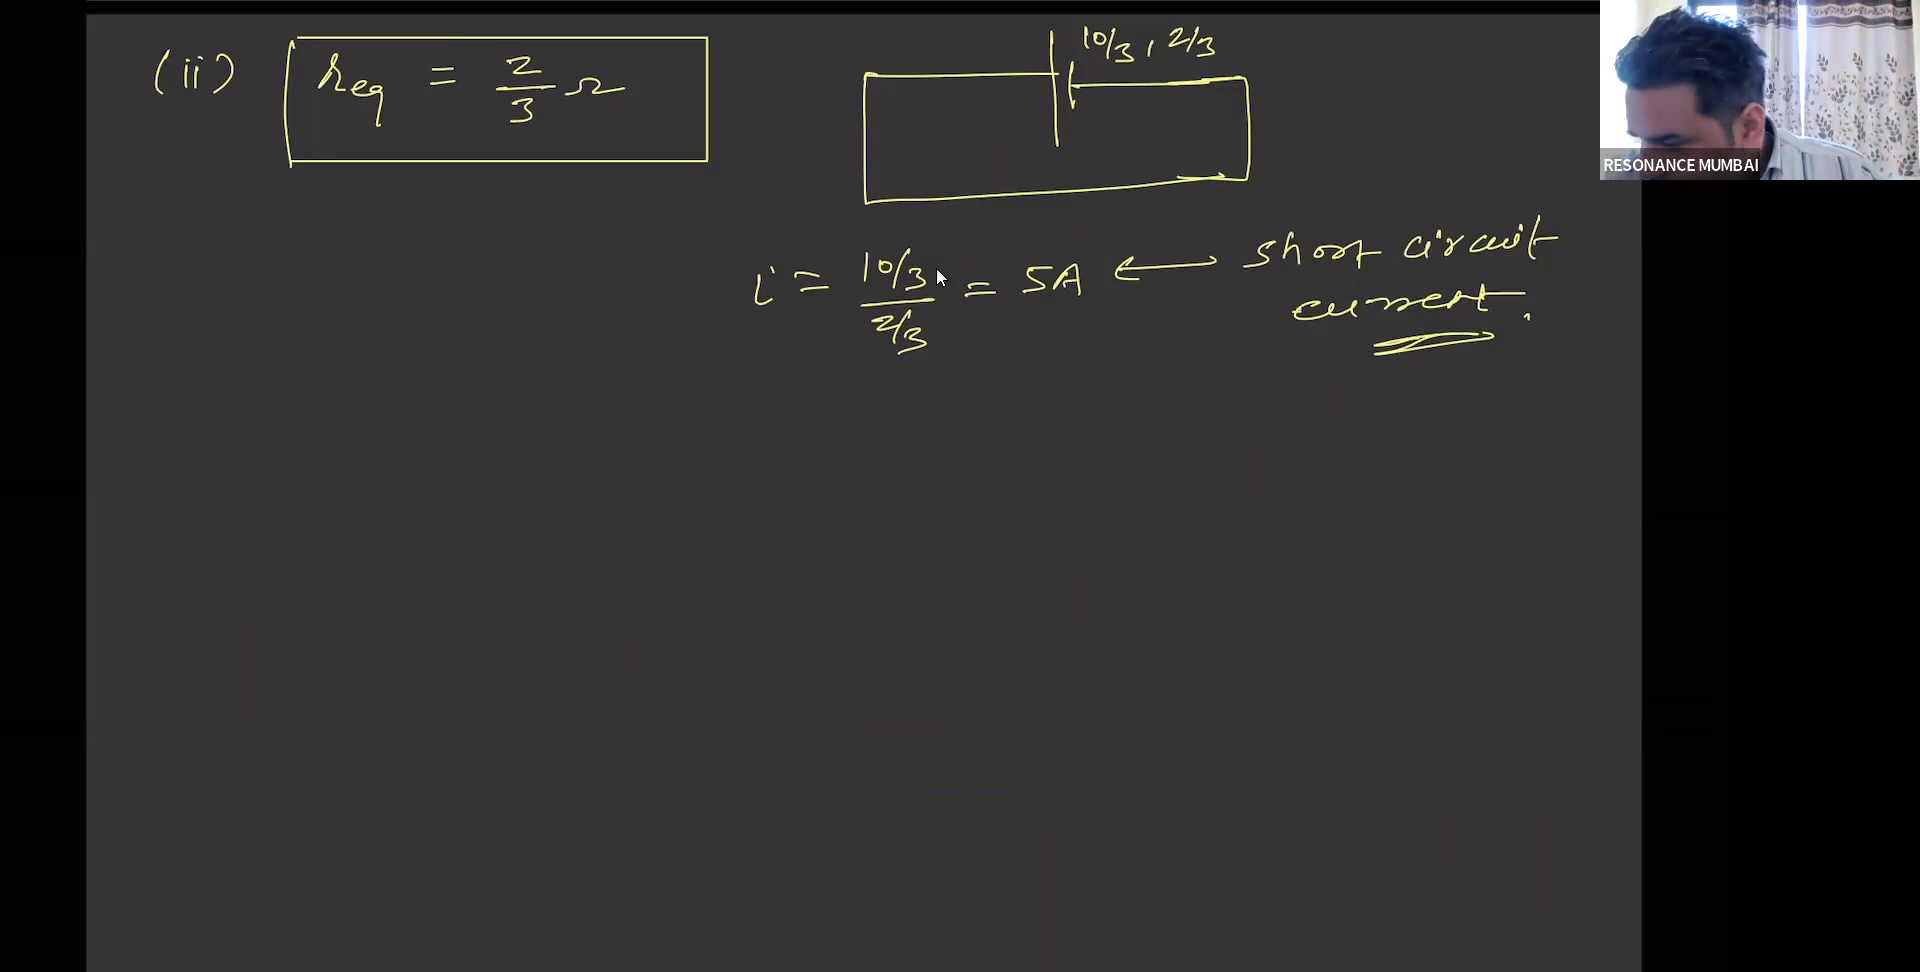 (ii) req = 2/3 Ω
10/3, 2/3
RESONANCE MUMBAI
i = (10/3)/(2/3) = 5A ← short circuit
current.